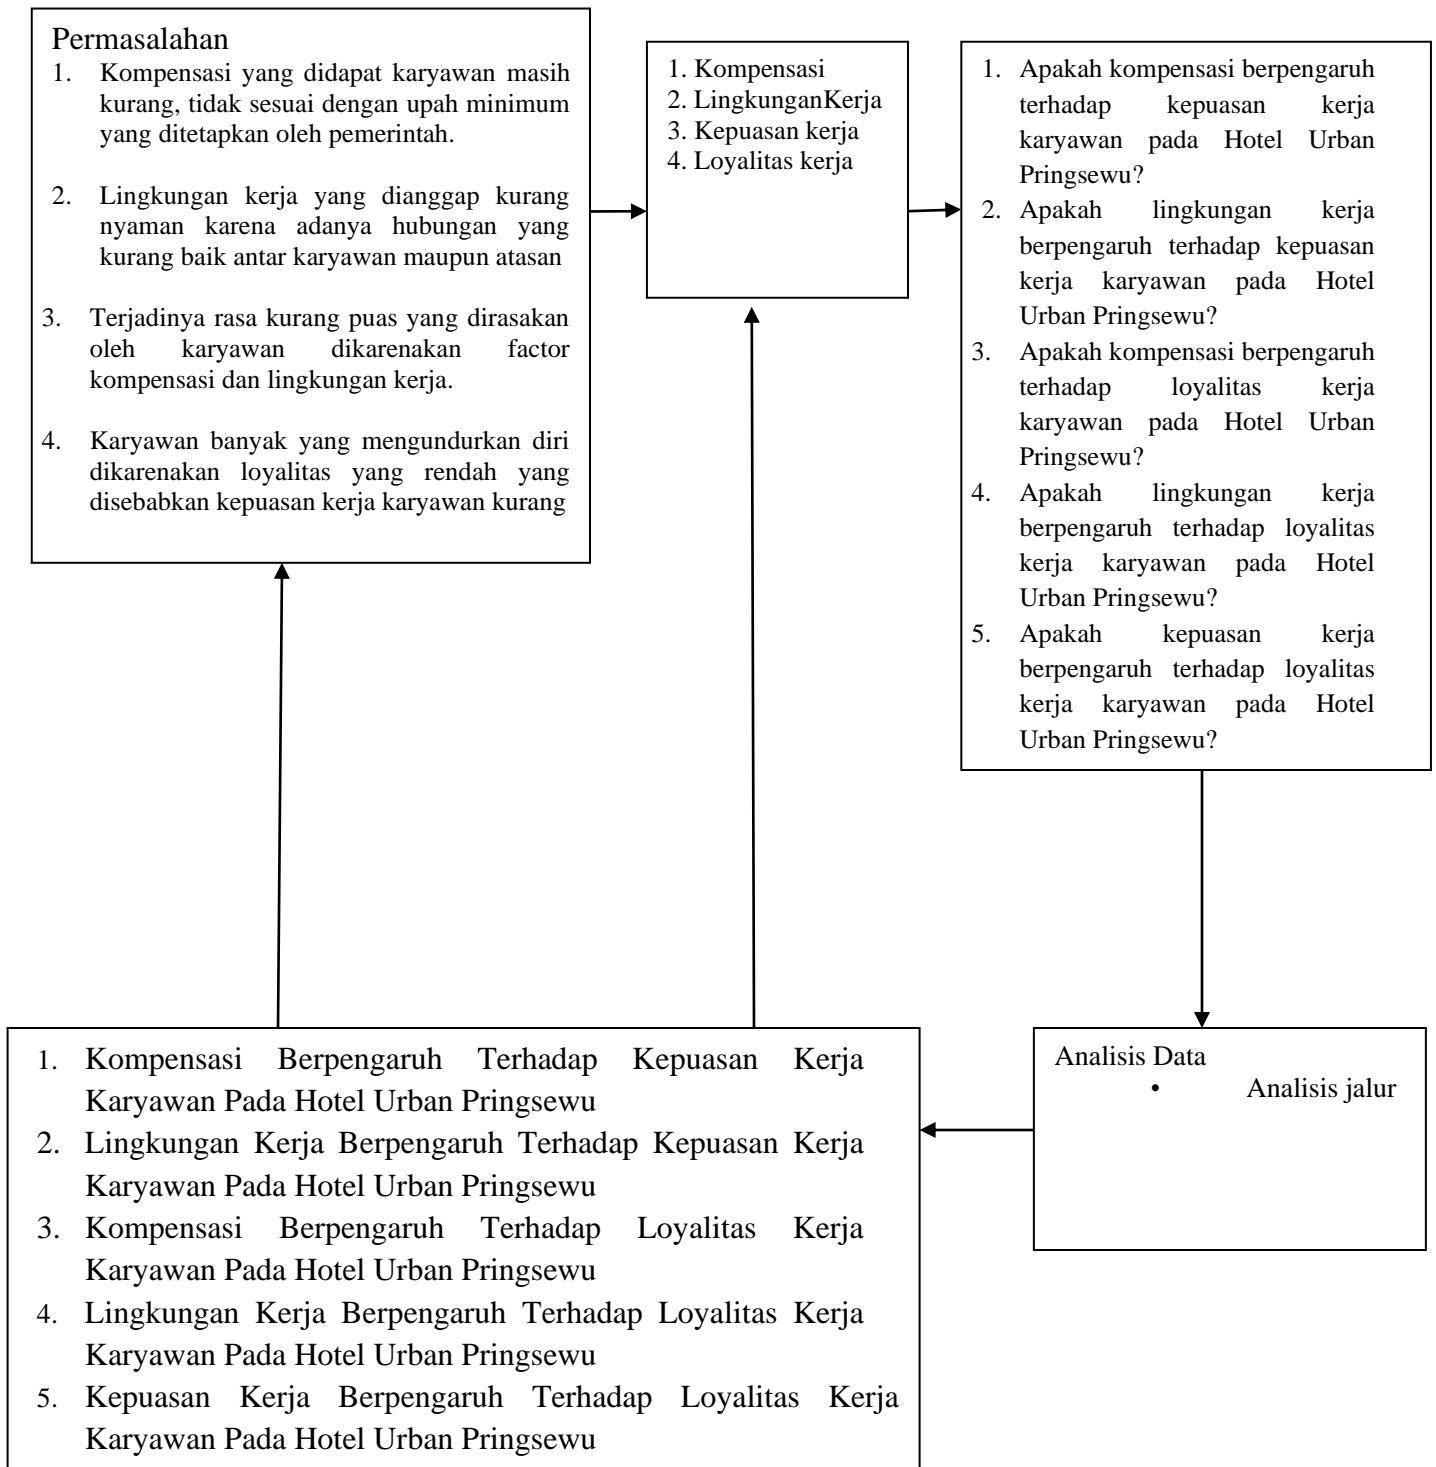 Permasalahan
1. Kompensasi yang didapat karyawan masih
kurang, tidak sesuai dengan upah minimum
yang ditetapkan oleh pemerintah.
2. Lingkungan kerja yang dianggap kurang
nyaman karena adanya hubungan yang
kurang baik antar karyawan maupun atasan
3. Terjadinya rasa kurang puas yang dirasakan
oleh karyawan dikarenakan factor
kompensasi dan lingkungan kerja.
4. Karyawan banyak yang mengundurkan diri
dikarenakan loyalitas yang rendah yang
disebabkan kepuasan kerja karyawan kurang
1. Kompensasi
2. LingkunganKerja
3. Kepuasan kerja
4. Loyalitas kerja
1. Apakah kompensasi berpengaruh
terhadap kepuasan kerja
karyawan pada Hotel Urban
Pringsewu?
2. Apakah lingkungan kerja
berpengaruh terhadap kepuasan
kerja karyawan pada Hotel
Urban Pringsewu?
3. Apakah kompensasi berpengaruh
terhadap loyalitas kerja
karyawan pada Hotel Urban
Pringsewu?
4. Apakah lingkungan kerja
berpengaruh terhadap loyalitas
kerja karyawan pada Hotel
Urban Pringsewu?
5. Apakah kepuasan kerja
berpengaruh terhadap loyalitas
kerja karyawan pada Hotel
Urban Pringsewu?
Analisis Data
• Analisis jalur
1. Kompensasi Berpengaruh Terhadap Kepuasan Kerja
Karyawan Pada Hotel Urban Pringsewu
2. Lingkungan Kerja Berpengaruh Terhadap Kepuasan Kerja
Karyawan Pada Hotel Urban Pringsewu
3. Kompensasi Berpengaruh Terhadap Loyalitas Kerja
Karyawan Pada Hotel Urban Pringsewu
4. Lingkungan Kerja Berpengaruh Terhadap Loyalitas Kerja
Karyawan Pada Hotel Urban Pringsewu
5. Kepuasan Kerja Berpengaruh Terhadap Loyalitas Kerja
Karyawan Pada Hotel Urban Pringsewu